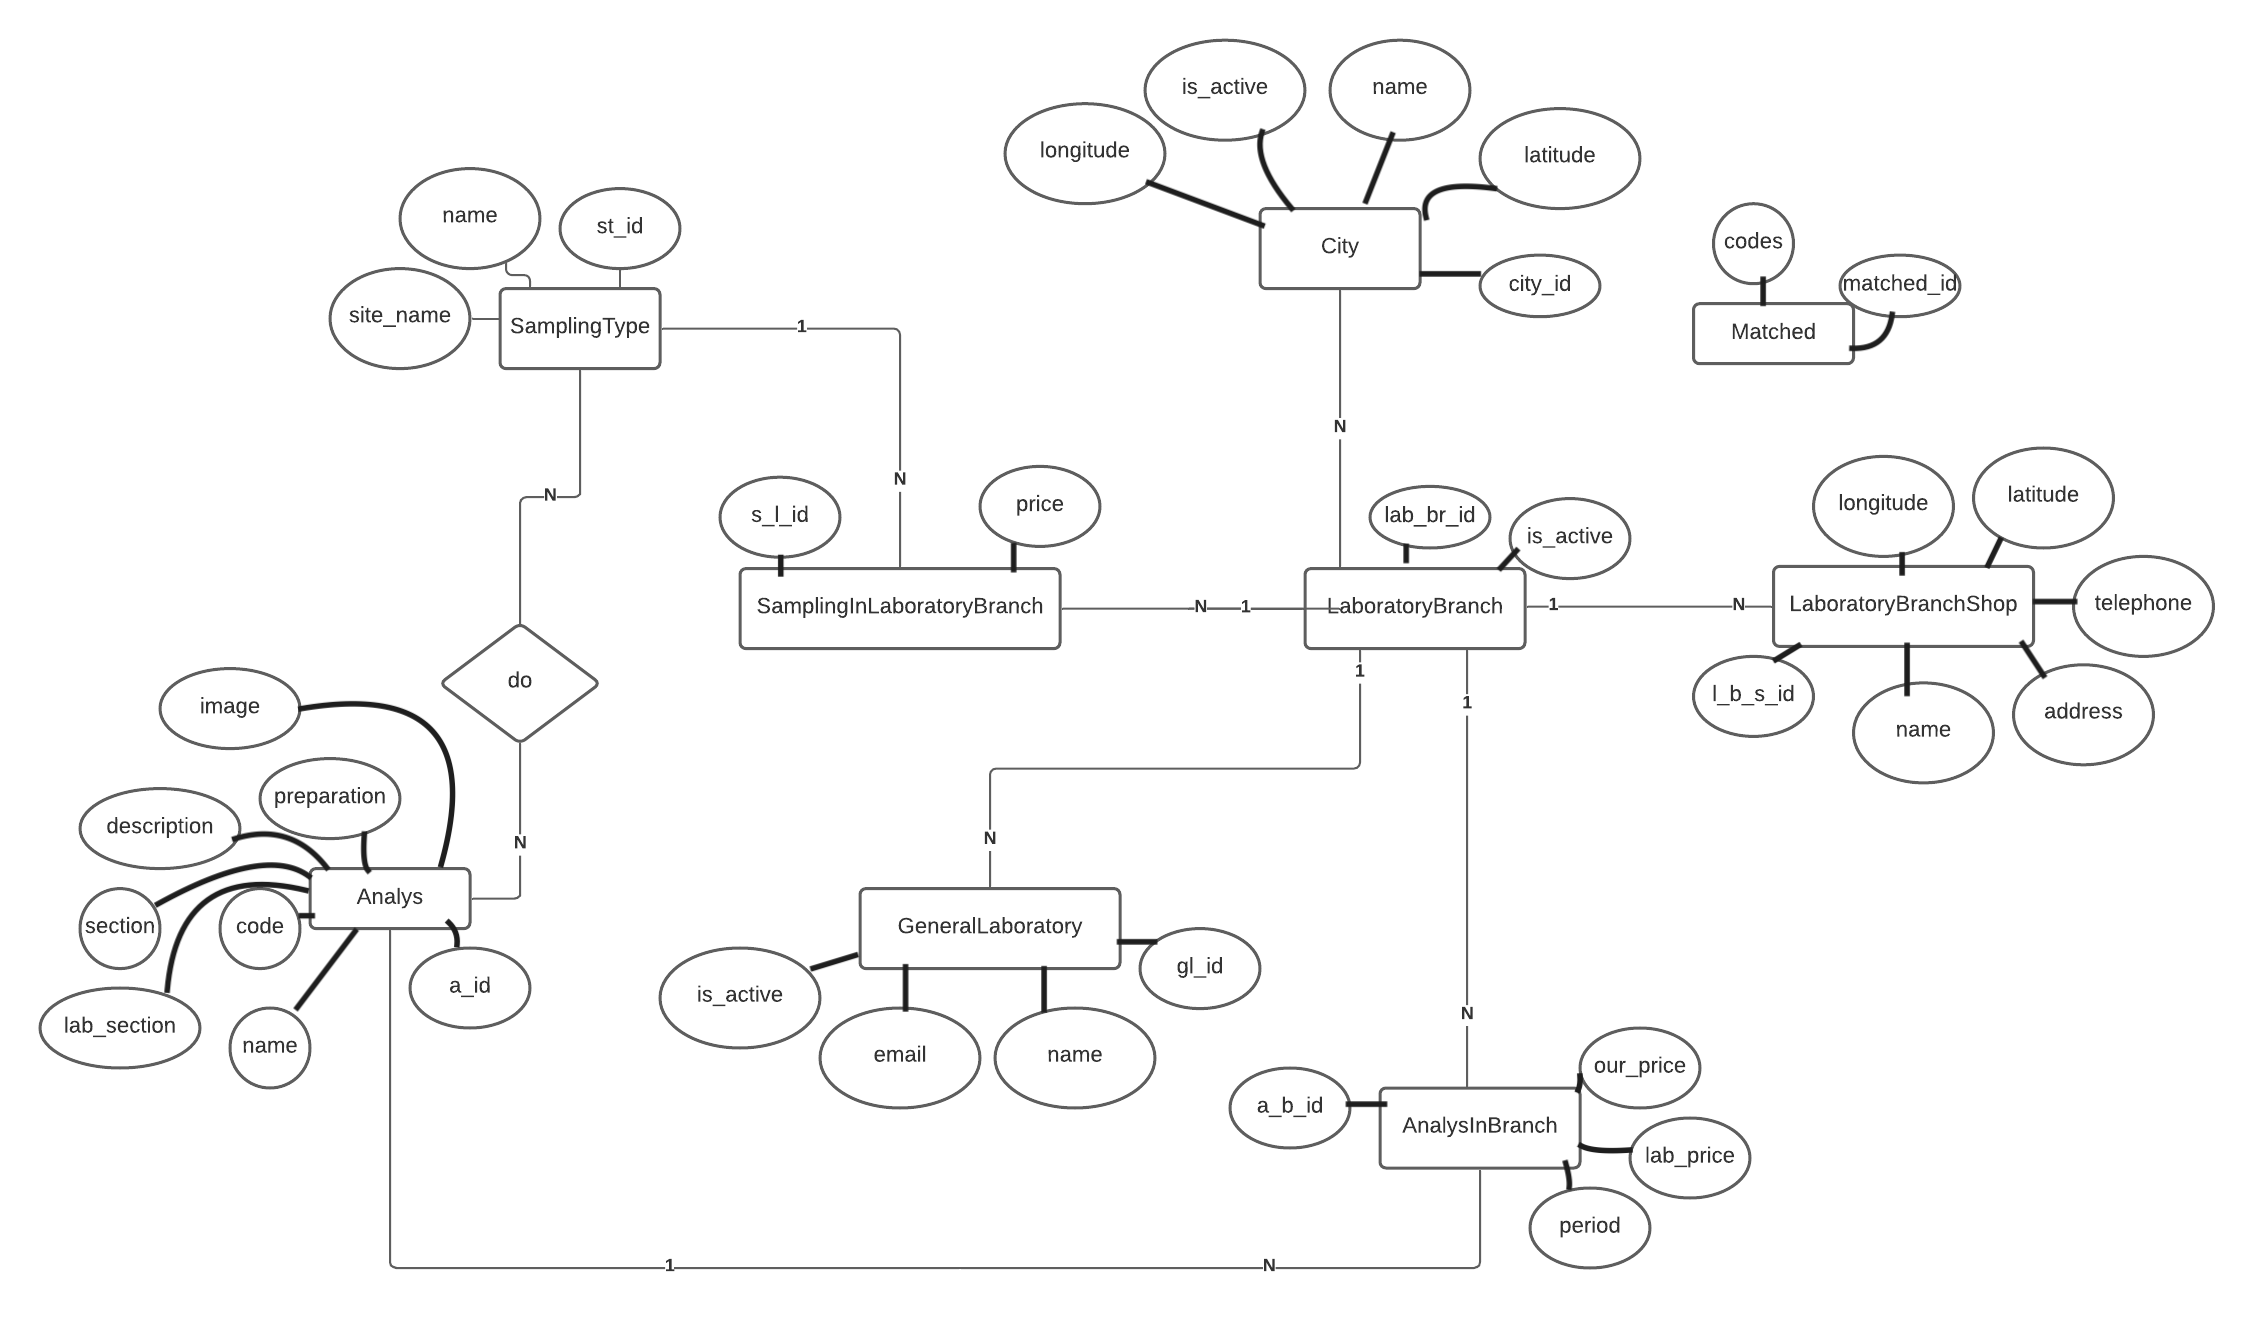 is_active
name
longitude
latitude
City
city_id
name
st_id
site_name
SamplingType
1
codes
matched_id
Matched
N
N
N
s_l_id
price
SamplingInLaboratoryBranch
lab_br_id
is_active
N
1
LaboratoryBranch
1
N
longitude
latitude
LaboratoryBranchShop
telephone
l_b_s_id
name
address
do
1
1
image
preparation
description
N
N
section
code
Analys
lab_section
name
a_id
GeneralLaboratory
is_active
email
name
gl_id
N
our_price
a_b_id
AnalysInBranch
lab_price
period
1
N